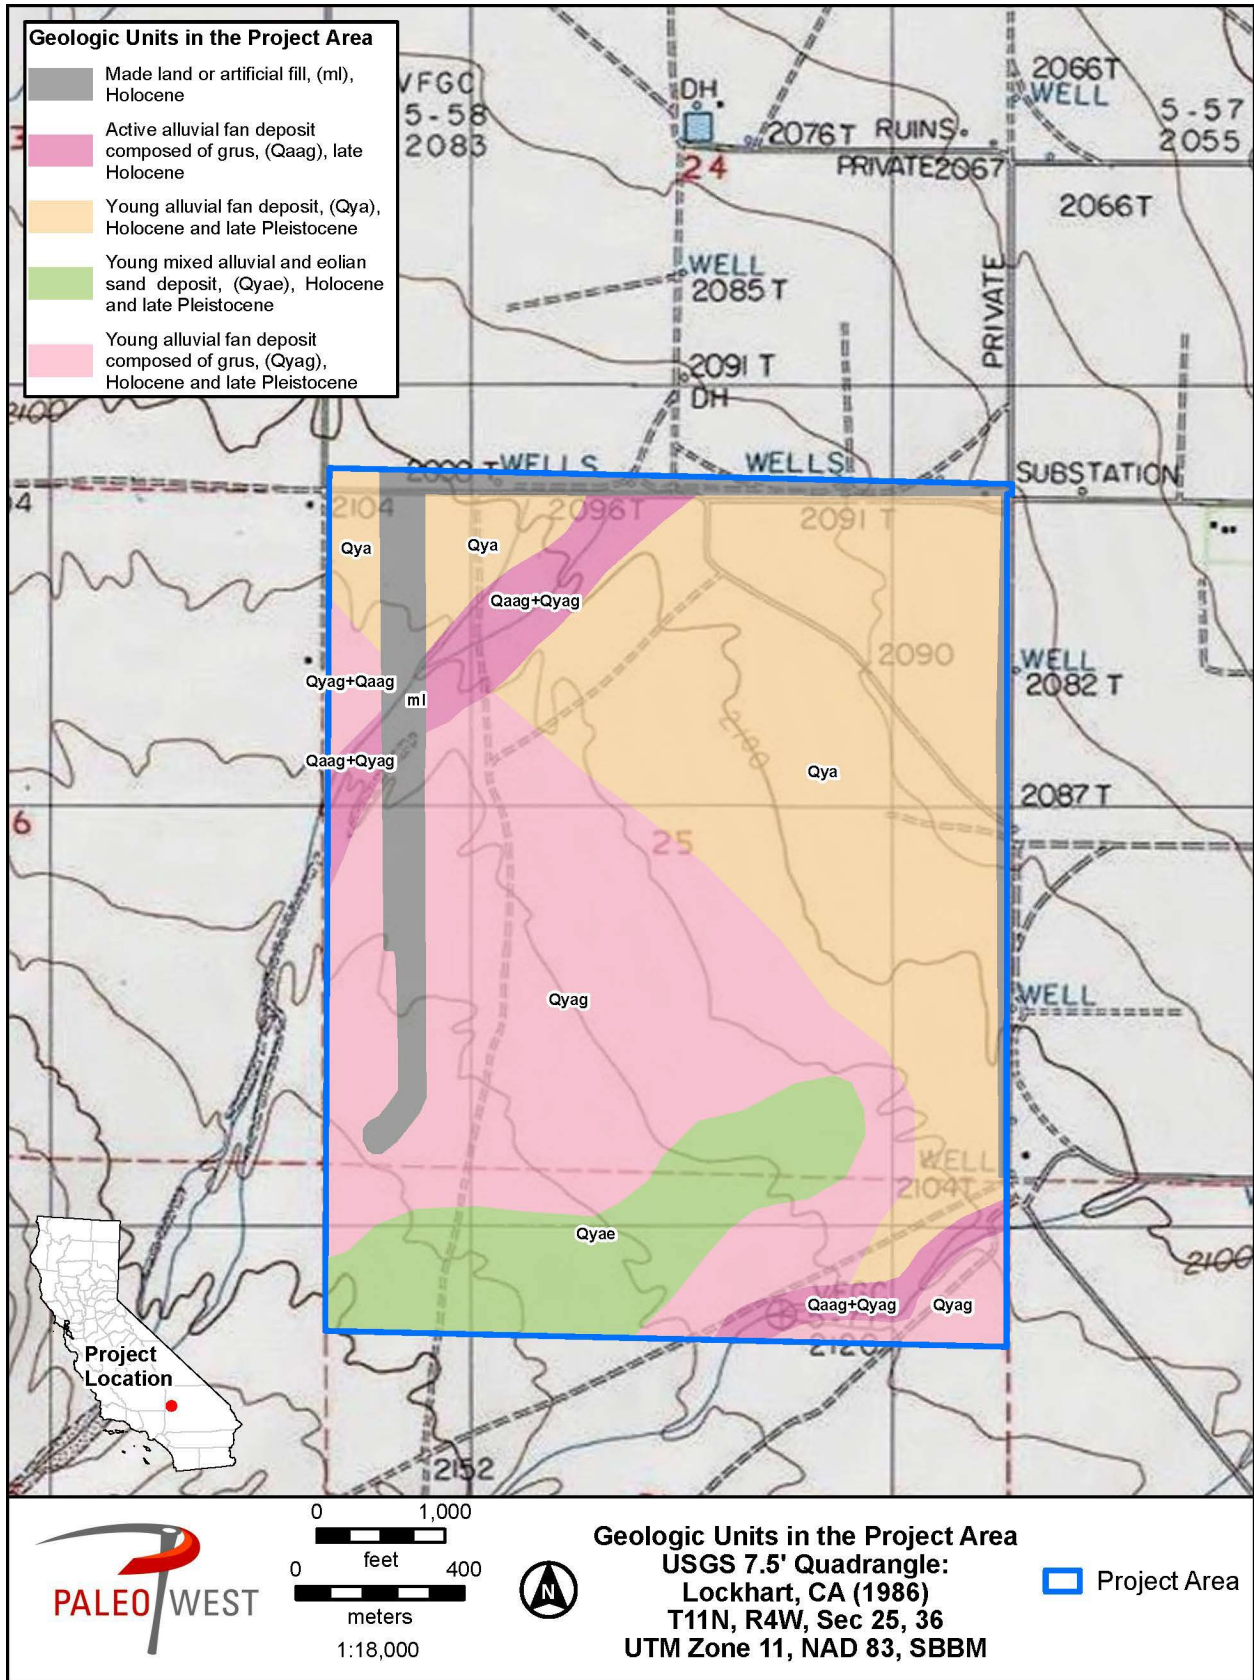 Geologic Units in the Project Area
Made land or artificial fill, (ml),
Holocene
Active alluvial fan deposit
composed of grus, (Qaag), late
Holocene
Young alluvial fan deposit, (Qya),
Holocene and late Pleistocene
Young mixed alluvial and eolian
sand deposit, (Qyae), Holocene
and late Pleistocene
Young alluvial fan deposit
composed of grus, (Qyag),
Holocene and late Pleistocene
VFGC
5-58
2083
DH
2076T RUINS
24
PRIVATE 2067
2066T
WELL
5-57
2055
2066T
WELL
2085T
PRIVATE
2091 T
DH
2100
WELLS
WELLS
SUBSTATION
2104
2096T
2091 T
Qya
Qya
Qaag+Qyag
2090
WELL
2082 T
Qyag+Qaag
ml
Qaag+Qyag
2100
Qya
2087 T
6
25
Qyag
WELL
WELL
2104T
Qyae
2100
Qaag+Qyag
Qyag
2120
2152
Project
Location
PALEO WEST
0 1,000
feet
0 400
meters
1:18,000
N
Geologic Units in the Project Area
USGS 7.5' Quadrangle:
Lockhart, CA (1986)
T11N, R4W, Sec 25, 36
UTM Zone 11, NAD 83, SBBM
Project Area